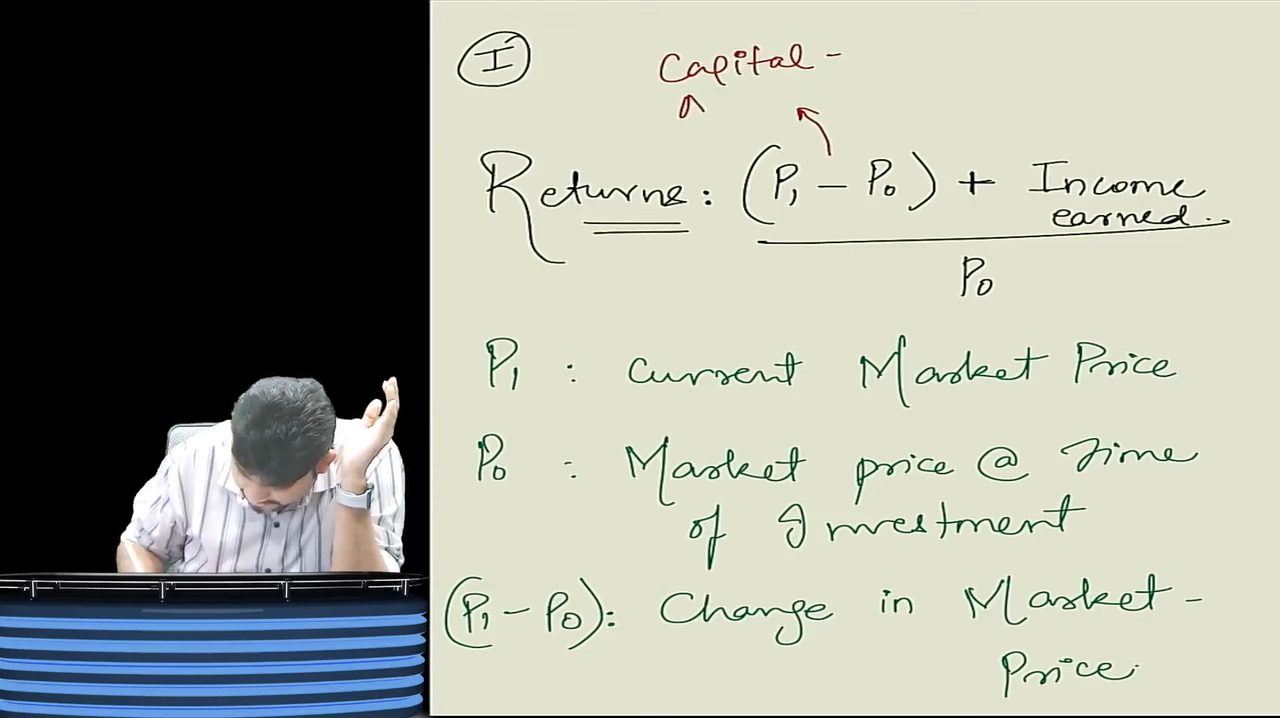 I
Capital -
Returns : (P₁ - P₀) + Income earned.
P₀
P₁ : Current Market Price
P₀ : Market price @ Time
of Investment
(P₁ - P₀) : Change in Market -
Price.